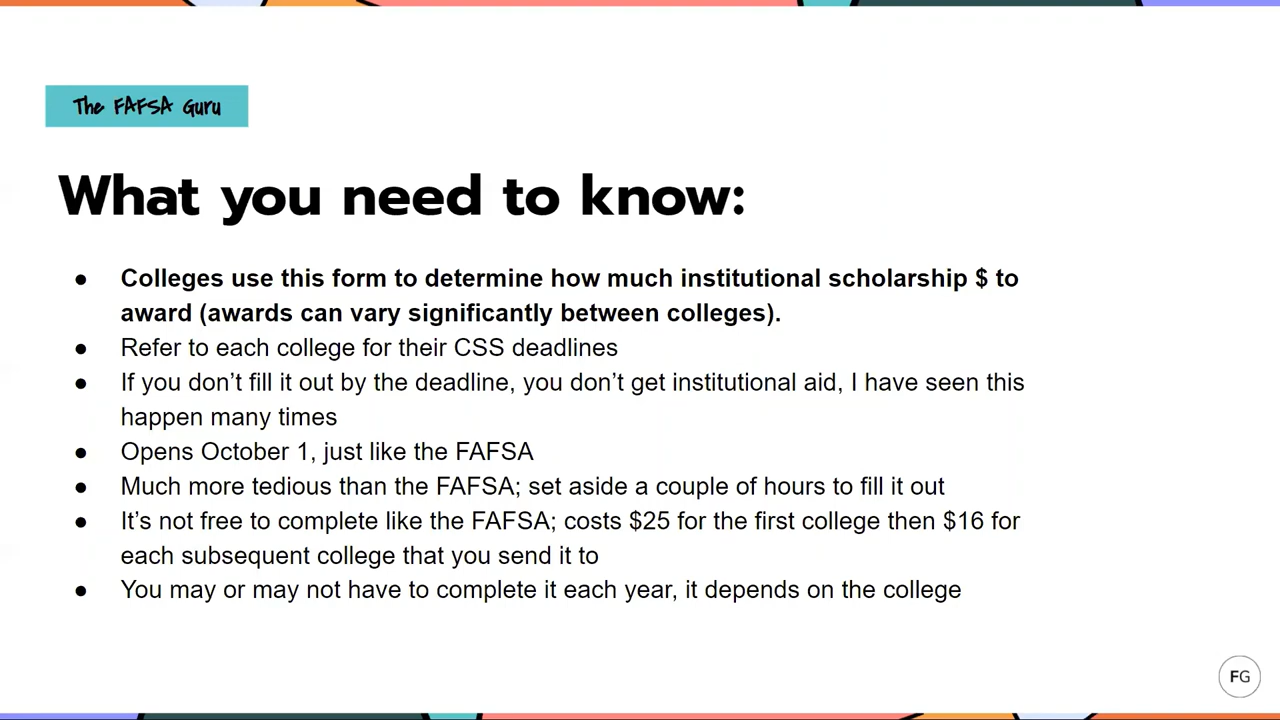 The FAFSA Guru
What you need to know:
● Colleges use this form to determine how much institutional scholarship $ to
award (awards can vary significantly between colleges).
● Refer to each college for their CSS deadlines
● If you don’t fill it out by the deadline, you don’t get institutional aid, I have seen this
happen many times
● Opens October 1, just like the FAFSA
● Much more tedious than the FAFSA; set aside a couple of hours to fill it out
● It’s not free to complete like the FAFSA; costs $25 for the first college then $16 for
each subsequent college that you send it to
● You may or may not have to complete it each year, it depends on the college
FG